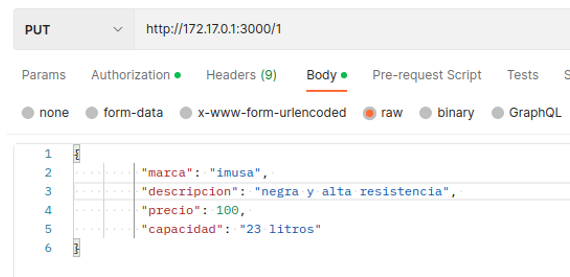 PUT http://172.17.0.1:3000/1
Params Authorization Headers (9) Body Pre-request Script Tests S
none form-data x-www-form-urlencoded raw binary GraphQL
1 {
2 "marca": "imusa",
3 "descripcion": "negra y alta resistencia",
4 "precio": 100,
5 "capacidad": "23 litros"
6 }